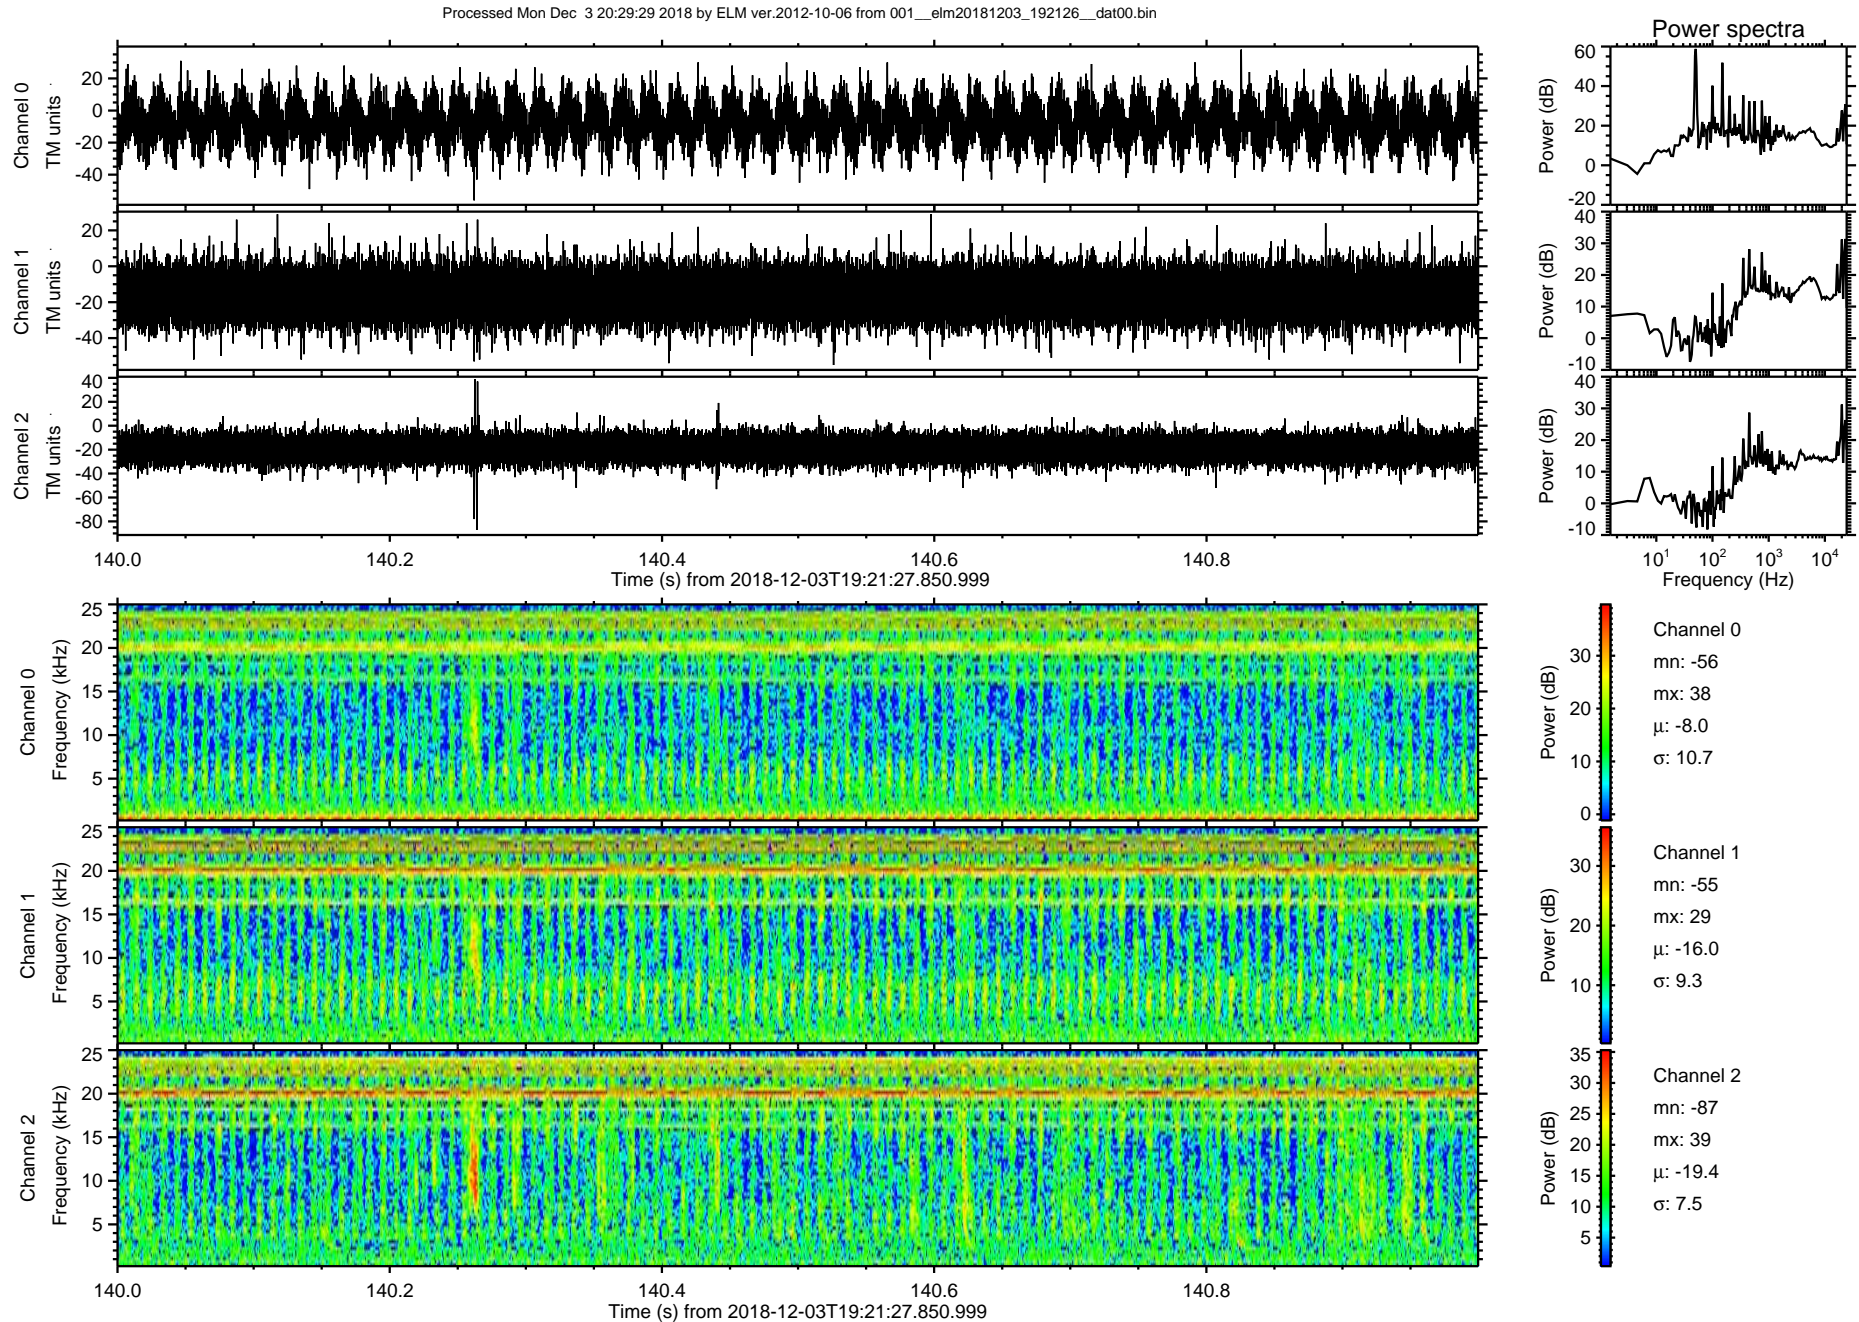 Processed Mon Dec  3 20:29:29 2018 by ELM ver.2012-10-06 from 001__elm20181203_192126__dat00.bin
Power spectra
Channel 0
TM units
20
0
-20
-40
Power (dB)
60
40
20
0
-20
Channel 1
TM units
20
0
-20
-40
Power (dB)
40
30
20
10
0
-10
Channel 2
TM units
40
20
0
-20
-40
-60
-80
Power (dB)
40
30
20
10
0
-10
140.0 140.2 140.4 140.6 140.8
Time (s) from 2018-12-03T19:21:27.850.999
10^1 10^2 10^3 10^4
Frequency (Hz)
Channel 0
Frequency (kHz)
25
20
15
10
5
Power (dB)
30
20
10
0
Channel 0
mn: -56
mx: 38
μ: -8.0
σ: 10.7
Channel 1
Frequency (kHz)
25
20
15
10
5
Power (dB)
30
20
10
Channel 1
mn: -55
mx: 29
μ: -16.0
σ: 9.3
Channel 2
Frequency (kHz)
25
20
15
10
5
Power (dB)
35
30
25
20
15
10
5
Channel 2
mn: -87
mx: 39
μ: -19.4
σ: 7.5
140.0 140.2 140.4 140.6 140.8
Time (s) from 2018-12-03T19:21:27.850.999